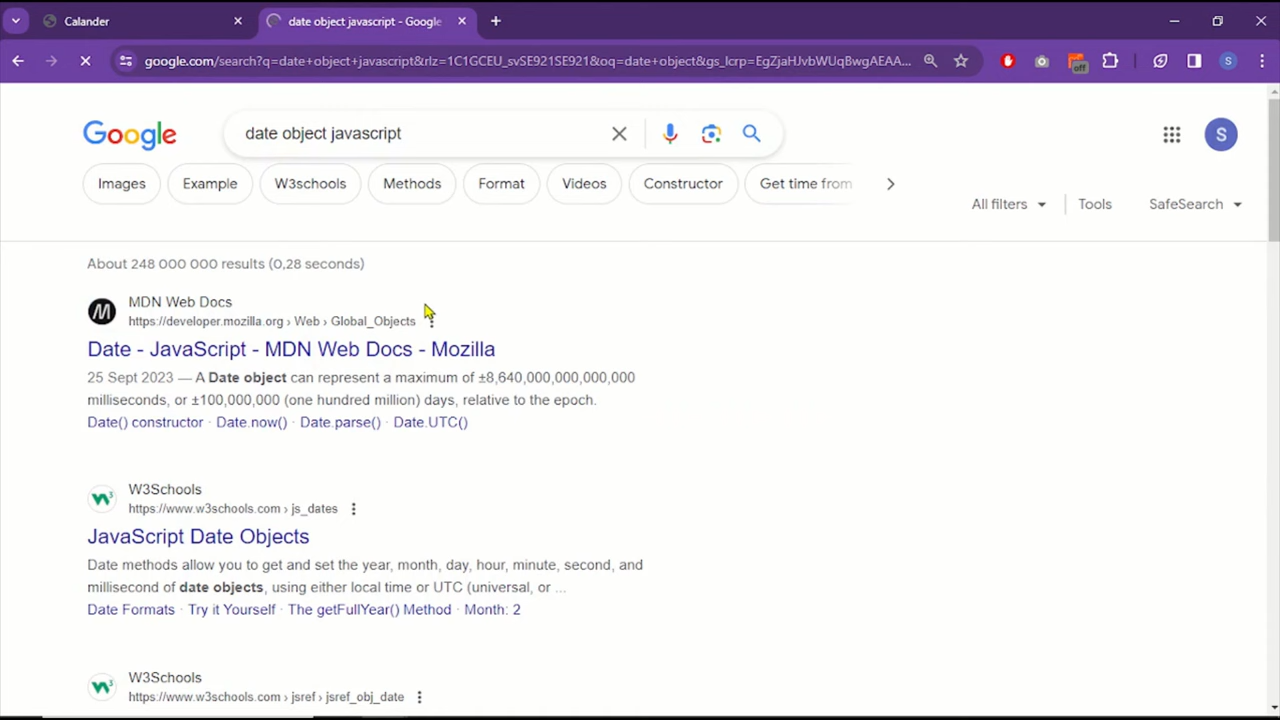 Calander
date object javascript - Google
google.com/search?q=date+object+javascript&rlz=1C1GCEU_svSE921SE921&oq=date+object&gs_lcrp=EgZjaHJvbWUqBwgAEAA...
off
S
Google
date object javascript
S
Images
Example
W3schools
Methods
Format
Videos
Constructor
Get time from
All filters
Tools
SafeSearch
About 248 000 000 results (0,28 seconds)
MDN Web Docs
https://developer.mozilla.org › Web › Global_Objects
Date - JavaScript - MDN Web Docs - Mozilla
25 Sept 2023 — A Date object can represent a maximum of ±8,640,000,000,000,000
milliseconds, or ±100,000,000 (one hundred million) days, relative to the epoch.
Date() constructor · Date.now() · Date.parse() · Date.UTC()
W3Schools
https://www.w3schools.com › js_dates
JavaScript Date Objects
Date methods allow you to get and set the year, month, day, hour, minute, second, and
millisecond of date objects, using either local time or UTC (universal, or ...
Date Formats · Try it Yourself · The getFullYear() Method · Month: 2
W3Schools
https://www.w3schools.com › jsref › jsref_obj_date